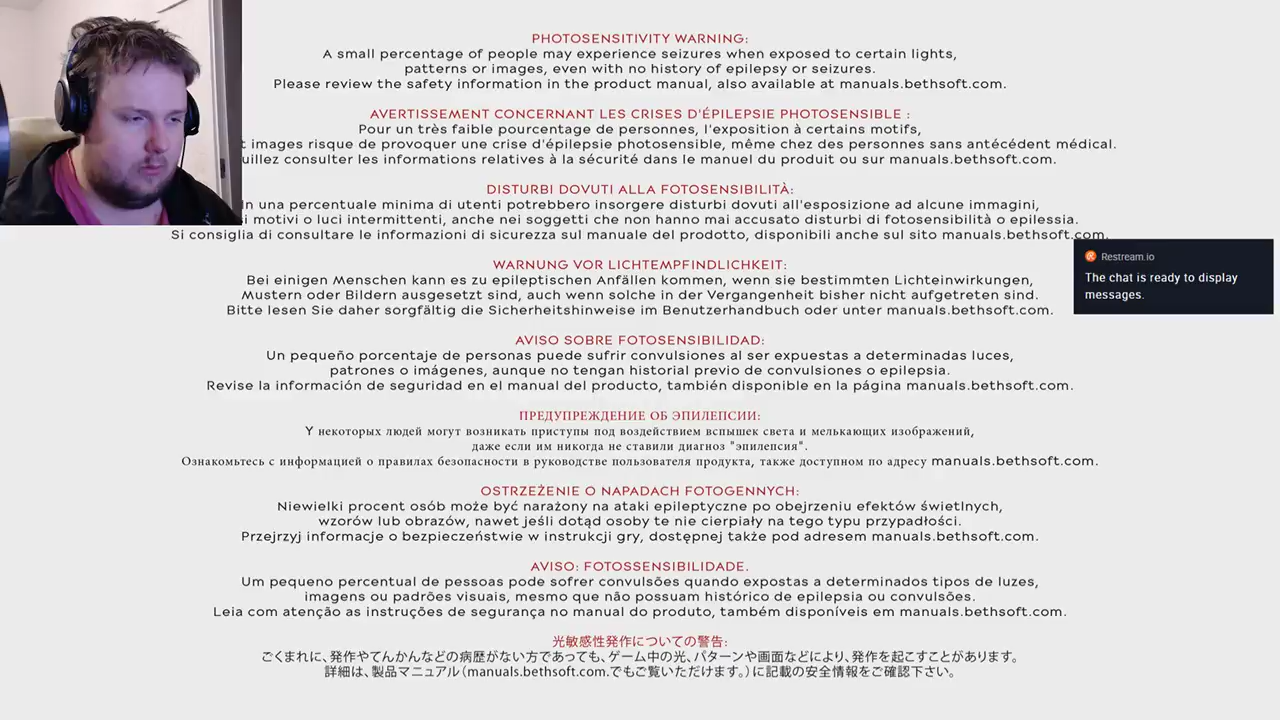 PHOTOSENSITIVITY WARNING:
A small percentage of people may experience seizures when exposed to certain lights,
patterns or images, even with no history of epilepsy or seizures.
Please review the safety information in the product manual, also available at manuals.bethsoft.com.
AVERTISSEMENT CONCERNANT LES CRISES D'ÉPILEPSIE PHOTOSENSIBLE :
Pour un très faible pourcentage de personnes, l'exposition à certains motifs,
t images risque de provoquer une crise d'épilepsie photosensible, même chez des personnes sans antécédent médical.
uillez consulter les informations relatives à la sécurité dans le manuel du produit ou sur manuals.bethsoft.com.
DISTURBI DOVUTI ALLA FOTOSENSIBILITÀ:
In una percentuale minima di utenti potrebbero insorgere disturbi dovuti all'esposizione ad alcune immagini,
si motivi o luci intermittenti, anche nei soggetti che non hanno mai accusato disturbi di fotosensibilità o epilessia.
Si consiglia di consultare le informazioni di sicurezza sul manuale del prodotto, disponibili anche sul sito manuals.bethsoft.com.
Restream.io
The chat is ready to display
messages.
WARNUNG VOR LICHTEMPFINDLICHKEIT:
Bei einigen Menschen kann es zu epileptischen Anfällen kommen, wenn sie bestimmten Lichteinwirkungen,
Mustern oder Bildern ausgesetzt sind, auch wenn solche in der Vergangenheit bisher nicht aufgetreten sind.
Bitte lesen Sie daher sorgfältig die Sicherheitshinweise im Benutzerhandbuch oder unter manuals.bethsoft.com.
AVISO SOBRE FOTOSENSIBILIDAD:
Un pequeño porcentaje de personas puede sufrir convulsiones al ser expuestas a determinadas luces,
patrones o imágenes, aunque no tengan historial previo de convulsiones o epilepsia.
Revise la información de seguridad en el manual del producto, también disponible en la página manuals.bethsoft.com.
ПРЕДУПРЕЖДЕНИЕ ОБ ЭПИЛЕПСИИ:
У некоторых людей могут возникать приступы под воздействием вспышек света и мелькающих изображений,
даже если им никогда не ставили диагноз "эпилепсия".
Ознакомьтесь с информацией о правилах безопасности в руководстве пользователя продукта, также доступном по адресу manuals.bethsoft.com.
OSTRZEŻENIE O NAPADACH FOTOGENNYCH:
Niewielki procent osób może być narażony na ataki epileptyczne po obejrzeniu efektów świetlnych,
wzorów lub obrazów, nawet jeśli dotąd osoby te nie cierpiały na tego typu przypadłości.
Przejrzyj informacje o bezpieczeństwie w instrukcji gry, dostępnej także pod adresem manuals.bethsoft.com.
AVISO: FOTOSSENSIBILIDADE.
Um pequeno percentual de pessoas pode sofrer convulsões quando expostas a determinados tipos de luzes,
imagens ou padrões visuais, mesmo que não possuam histórico de epilepsia ou convulsões.
Leia com atenção as instruções de segurança no manual do produto, também disponíveis em manuals.bethsoft.com.
光敏感性発作についての警告:
ごくまれに、発作やてんかんなどの病歴がない方であっても、ゲーム中の光、パターンや画面などにより、発作を起こすことがあります。
詳細は、製品マニュアル（manuals.bethsoft.com.でもご覧いただけます。）に記載の安全情報をご確認下さい。